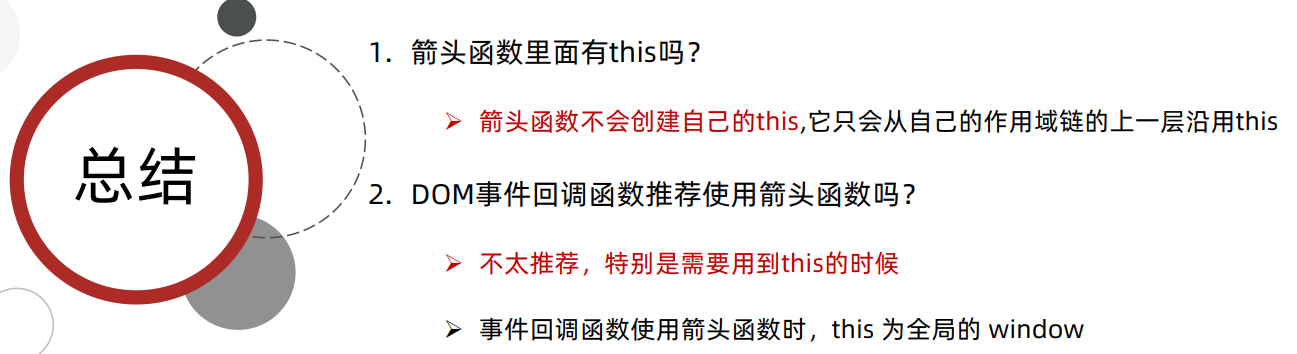 总结
1. 箭头函数里面有this吗？
➢ 箭头函数不会创建自己的this,它只会从自己的作用域链的上一层沿用this
2. DOM事件回调函数推荐使用箭头函数吗？
➢ 不太推荐，特别是需要用到this的时候
➢ 事件回调函数使用箭头函数时，this 为全局的 window